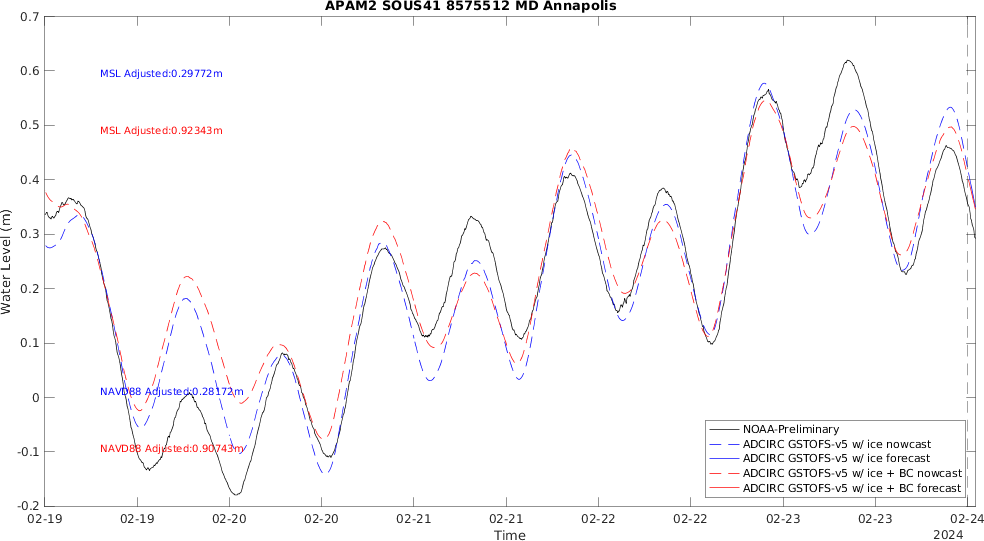 APAM2 SOUS41 8575512 MD Annapolis
0.7
0.6
0.5
0.4
0.3
0.2
0.1
0
-0.1
-0.2
Water Level (m)
MSL Adjusted:0.29772m
MSL Adjusted:0.92343m
NAVD88 Adjusted:0.28172m
NAVD88 Adjusted:0.90743m
NOAA-Preliminary
ADCIRC GSTOFS-v5 w/ ice nowcast
ADCIRC GSTOFS-v5 w/ ice forecast
ADCIRC GSTOFS-v5 w/ ice + BC nowcast
ADCIRC GSTOFS-v5 w/ ice + BC forecast
02-19 02-19 02-20 02-20 02-21 02-21 02-22 02-22 02-23 02-23 02-24
Time
2024